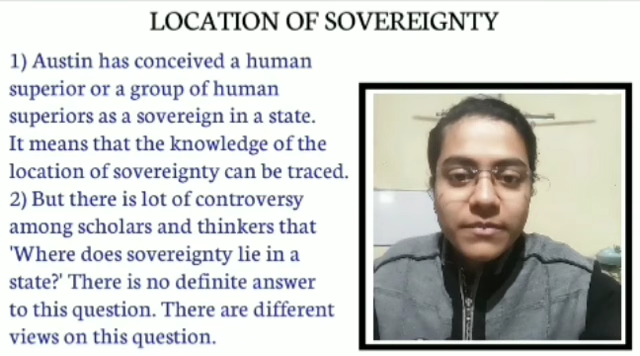 LOCATION OF SOVEREIGNTY
1) Austin has conceived a human
superior or a group of human
superiors as a sovereign in a state.
It means that the knowledge of the
location of sovereignty can be traced.
2) But there is lot of controversy
among scholars and thinkers that
'Where does sovereignty lie in a
state?' There is no definite answer
to this question. There are different
views on this question.